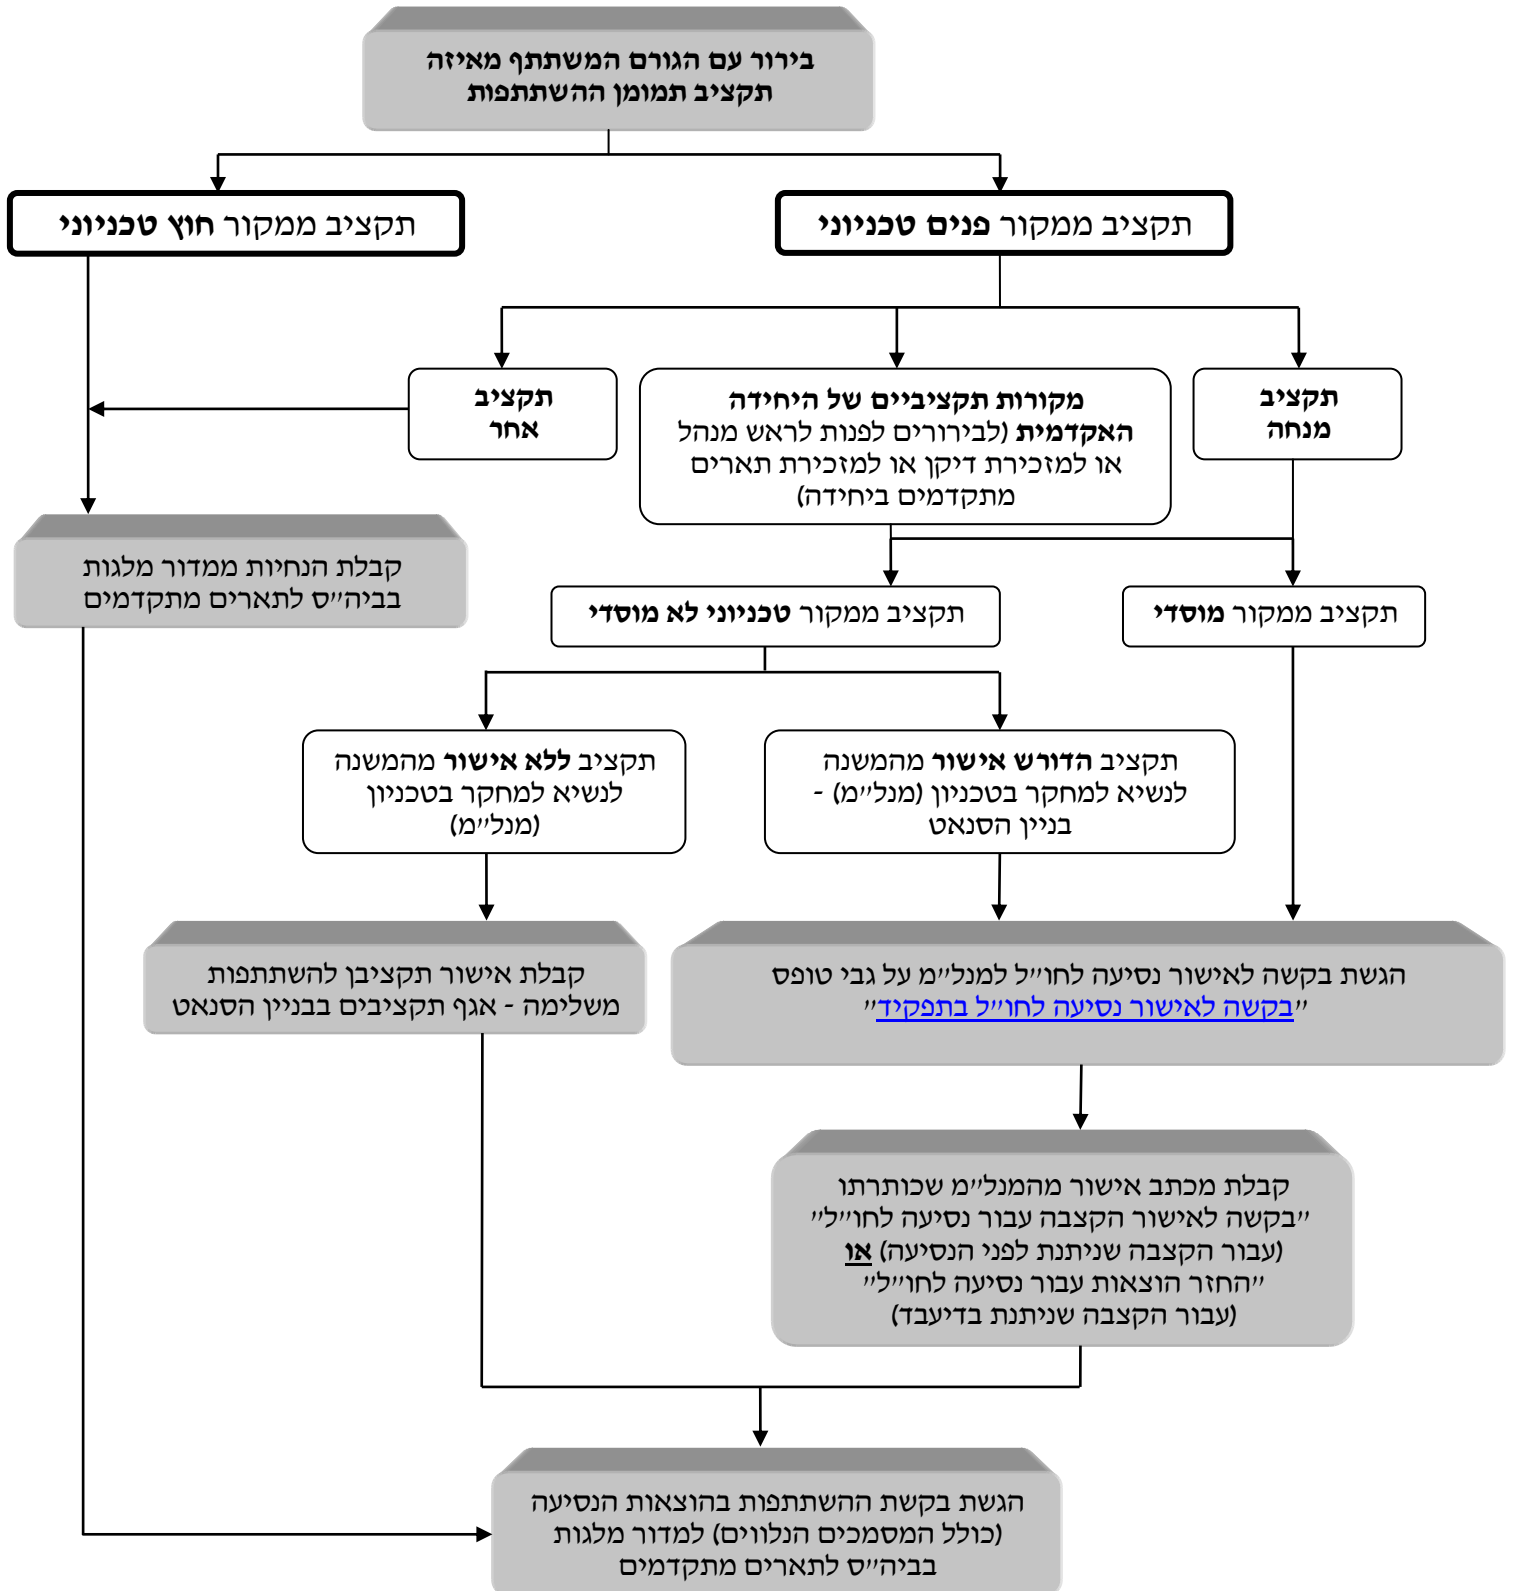 בירור עם הגורם המשתתף מאיזה
תקציב תמומן ההשתתפות
תקציב ממקור פנים טכניוני
תקציב ממקור חוץ טכניוני
תקציב
מנחה
מקורות תקציביים של היחידה
האקדמית (לבירורים לפנות לראש מנהל
או למזכירת דיקן או למזכירת תארים
מתקדמים ביחידה)
תקציב
אחר
קבלת הנחיות ממדור מלגות
בביה״ס לתארים מתקדמים
תקציב ממקור מוסדי
תקציב ממקור טכניוני לא מוסדי
תקציב הדורש אישור מהמשנה
לנשיא למחקר בטכניון (מנל״מ) -
בניין הסנאט
תקציב ללא אישור מהמשנה
לנשיא למחקר בטכניון
(מנל״מ)
הגשת בקשה לאישור נסיעה לחו״ל למנל״מ על גבי טופס
״בקשה לאישור נסיעה לחו״ל בתפקיד״
קבלת אישור תקציבן להשתתפות
משלימה - אגף תקציבים בבניין הסנאט
קבלת מכתב אישור מהמנל״מ שכותרתו
״בקשה לאישור הקצבה עבור נסיעה לחו״ל״
(עבור הקצבה שניתנת לפני הנסיעה) או
״החזר הוצאות עבור נסיעה לחו״ל״
(עבור הקצבה שניתנת בדיעבד)
הגשת בקשת ההשתתפות בהוצאות הנסיעה
(כולל המסמכים הנלווים) למדור מלגות
בביה״ס לתארים מתקדמים